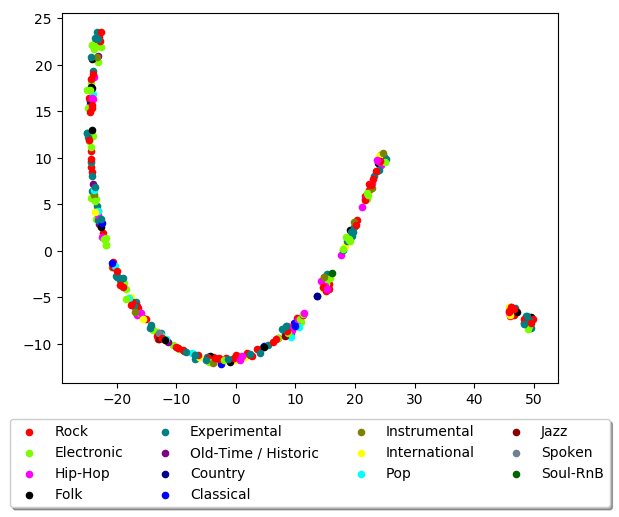 25
20
15
10
5
0
−5
−10
−20 −10 0 10 20 30 40 50
Rock Experimental Instrumental Jazz
Electronic Old-Time / Historic International Spoken
Hip-Hop Country Pop Soul-RnB
Folk Classical